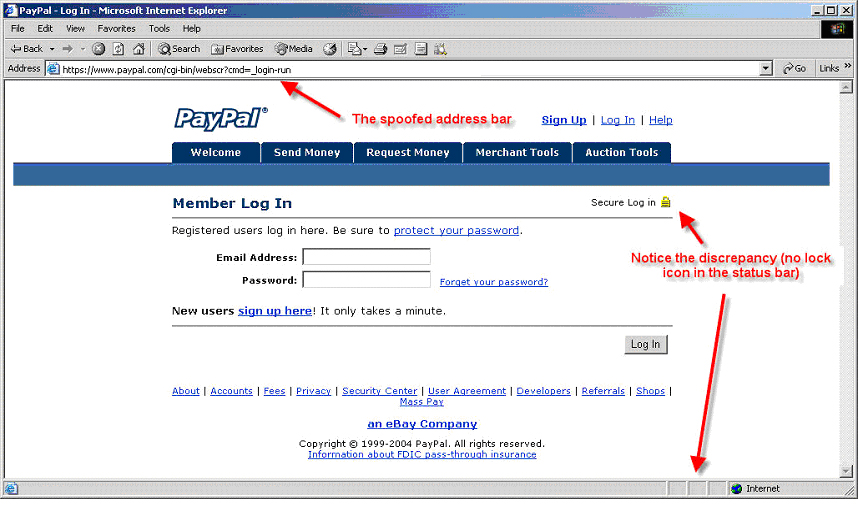 PayPal - Log In - Microsoft Internet Explorer
File Edit View Favorites Tools Help
Back Search Favorites Media
Address https://www.paypal.com/cgi-bin/webscr?cmd=_login-run Go Links »
PayPal®
The spoofed address bar
Sign Up | Log In | Help
Welcome Send Money Request Money Merchant Tools Auction Tools
Member Log In
Secure Log in
Registered users log in here. Be sure to protect your password.
Notice the discrepancy (no lock
icon in the status bar)
Email Address:
Password: Forget your password?
New users sign up here! It only takes a minute.
Log In
About | Accounts | Fees | Privacy | Security Center | User Agreement | Developers | Referrals | Shops |
Mass Pay
an eBay Company
Copyright © 1999-2004 PayPal. All rights reserved.
Information about FDIC pass-through insurance
Internet